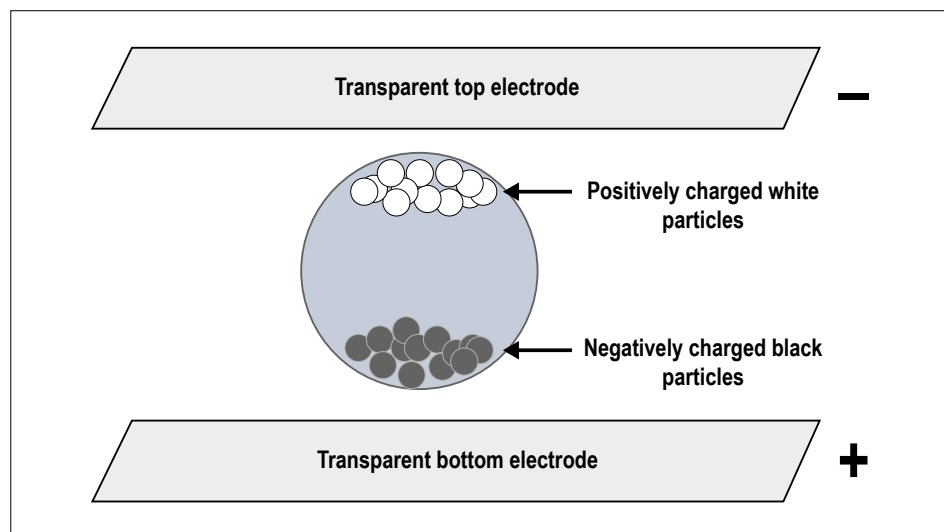 Transparent top electrode
−
Positively charged white
particles
Negatively charged black
particles
Transparent bottom electrode
+